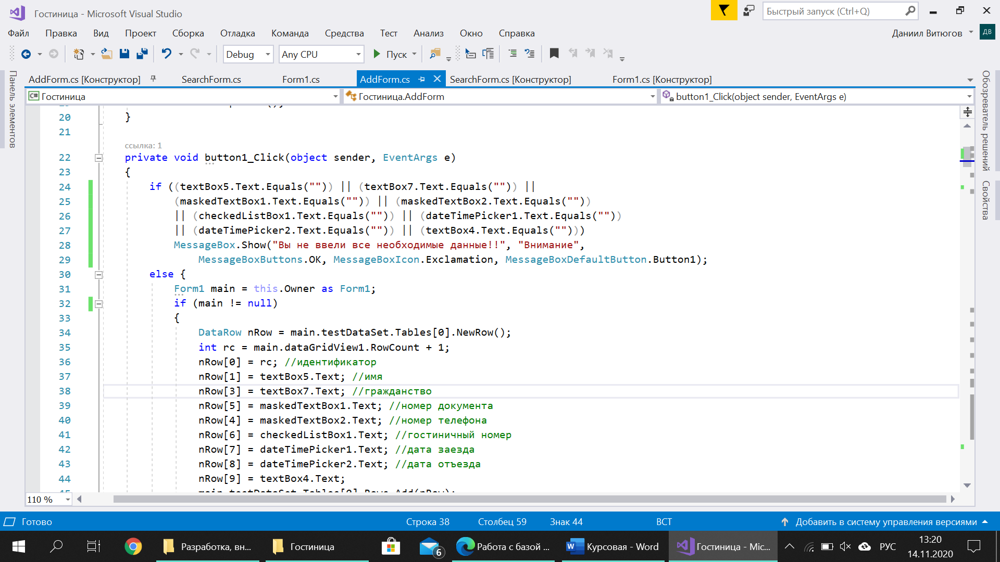 Гостиница - Microsoft Visual Studio
Быстрый запуск (Ctrl+Q)
Файл Правка Вид Проект Сборка Отладка Команда Средства Тест Анализ Окно Справка
Даниил Витюгов ДВ
Debug Any CPU Пуск
Панель элементов
AddForm.cs [Конструктор] SearchForm.cs Form1.cs AddForm.cs SearchForm.cs [Конструктор] Form1.cs [Конструктор]
C# Гостиница Гостиница.AddForm button1_Click(object sender, EventArgs e)
Обозреватель решений
Свойства
20 }
21
ссылка: 1
22 private void button1_Click(object sender, EventArgs e)
23 {
24 if ((textBox5.Text.Equals("")) || (textBox7.Text.Equals("")) ||
25 (maskedTextBox1.Text.Equals("")) || (maskedTextBox2.Text.Equals(""))
26 || (checkedListBox1.Text.Equals("")) || (dateTimePicker1.Text.Equals(""))
27 || (dateTimePicker2.Text.Equals("")) || (textBox4.Text.Equals("")))
28 MessageBox.Show("Вы не ввели все необходимые данные!!", "Внимание",
29 MessageBoxButtons.OK, MessageBoxIcon.Exclamation, MessageBoxDefaultButton.Button1);
30 else {
31 Form1 main = this.Owner as Form1;
32 if (main != null)
33 {
34 DataRow nRow = main.testDataSet.Tables[0].NewRow();
35 int rc = main.dataGridView1.RowCount + 1;
36 nRow[0] = rc; //идентификатор
37 nRow[1] = textBox5.Text; //имя
38 nRow[3] = textBox7.Text; //гражданство
39 nRow[5] = maskedTextBox1.Text; //номер документа
40 nRow[4] = maskedTextBox2.Text; //номер телефона
41 nRow[6] = checkedListBox1.Text; //гостиничный номер
42 nRow[7] = dateTimePicker1.Text; //дата заезда
43 nRow[8] = dateTimePicker2.Text; //дата отъезда
44 nRow[9] = textBox4.Text;
45 main.testDataSet.Tables[0].Rows.Add(nRow);
110 %
Готово Строка 38 Столбец 59 Знак 44 ВСТ Добавить в систему управления версиями
Разработка, вн... Гостиница 6 Работа с базой ... Курсовая - Word Гостиница - Mic... РУС 13:20
14.11.2020